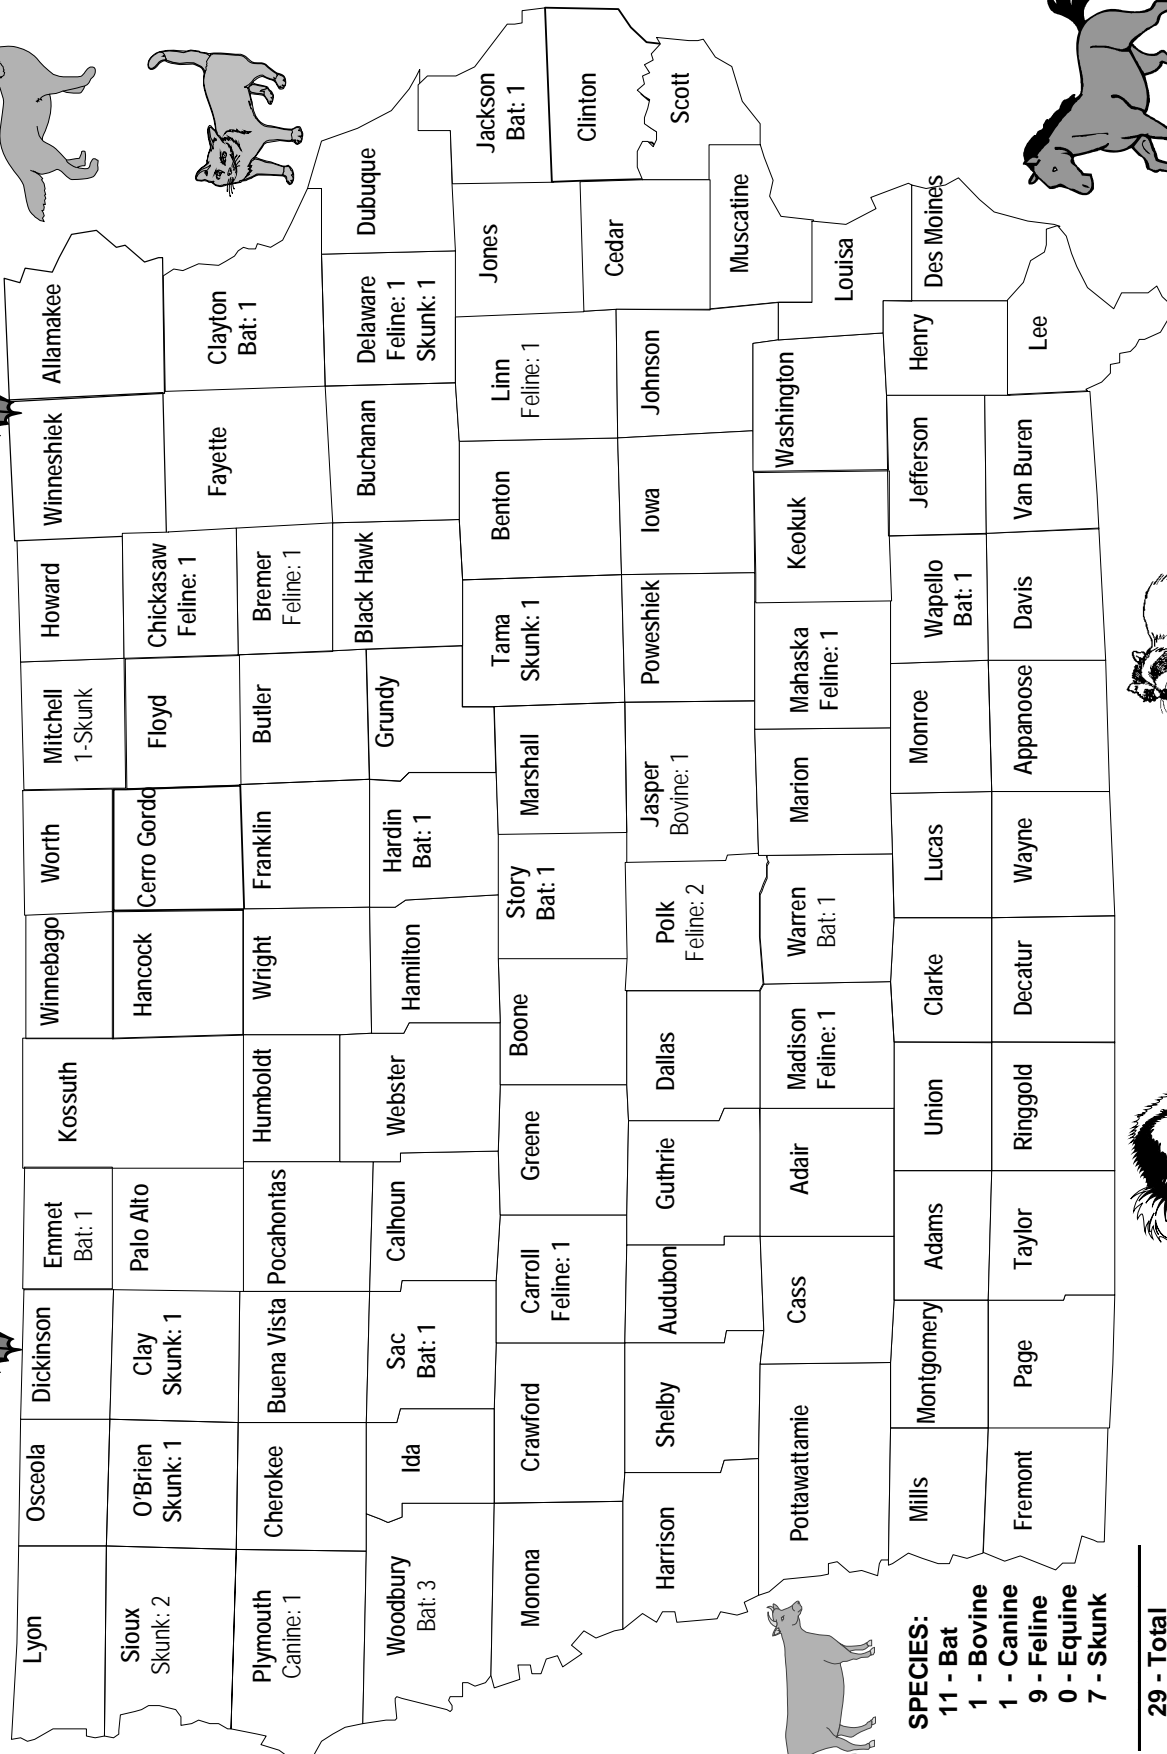 Lyon
Osceola
Dickinson
Emmet
Bat: 1
Kossuth
Winnebago
Worth
Mitchell
1-Skunk
Howard
Winneshiek
Allamakee
Sioux
Skunk: 2
O'Brien
Skunk: 1
Clay
Skunk: 1
Palo Alto
Hancock
Cerro Gordo
Floyd
Chickasaw
Feline: 1
Fayette
Clayton
Bat: 1
Plymouth
Canine: 1
Cherokee
Buena Vista
Pocahontas
Humboldt
Wright
Franklin
Butler
Bremer
Feline: 1
Woodbury
Bat: 3
Ida
Sac
Bat: 1
Calhoun
Webster
Hamilton
Hardin
Bat: 1
Grundy
Black Hawk
Buchanan
Delaware
Feline: 1
Skunk: 1
Dubuque
Monona
Crawford
Carroll
Feline: 1
Greene
Boone
Story
Bat: 1
Marshall
Tama
Skunk: 1
Benton
Linn
Feline: 1
Jones
Jackson
Bat: 1
Clinton
Harrison
Shelby
Audubon
Guthrie
Dallas
Polk
Feline: 2
Jasper
Bovine: 1
Poweshiek
Iowa
Johnson
Cedar
Scott
Pottawattamie
Cass
Adair
Madison
Feline: 1
Warren
Bat: 1
Marion
Mahaska
Feline: 1
Keokuk
Washington
Louisa
Muscatine
Mills
Montgomery
Adams
Union
Clarke
Lucas
Monroe
Wapello
Bat: 1
Jefferson
Henry
Des Moines
Fremont
Page
Taylor
Ringgold
Decatur
Wayne
Appanoose
Davis
Van Buren
Lee
SPECIES:
11 - Bat
1 - Bovine
1 - Canine
9 - Feline
0 - Equine
7 - Skunk
29 - Total